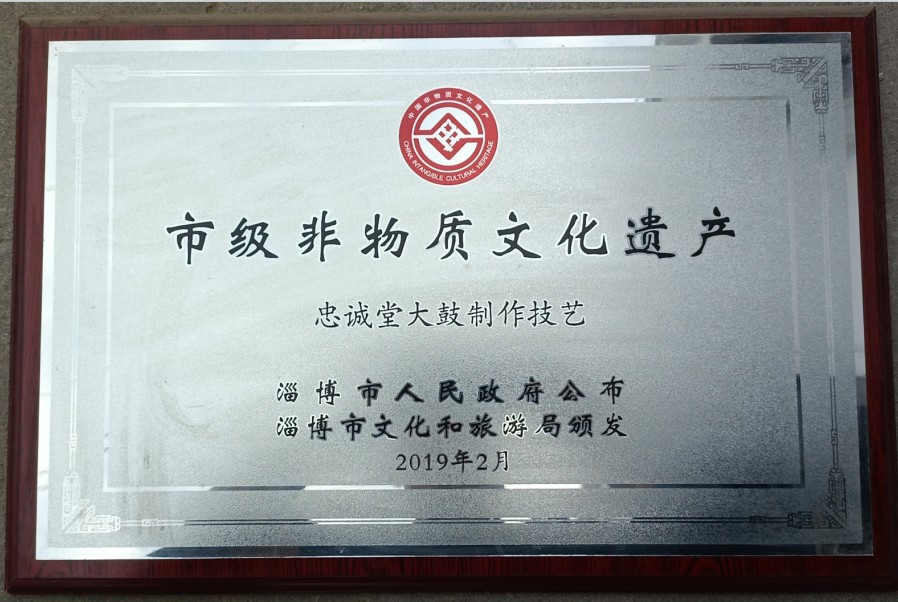 中国非物质文化遗产
CHINA INTANGIBLE CULTURAL HERITAGE
市级非物质文化遗产
忠诚堂大鼓制作技艺
淄博市人民政府公布
淄博市文化和旅游局颁发
2019年2月